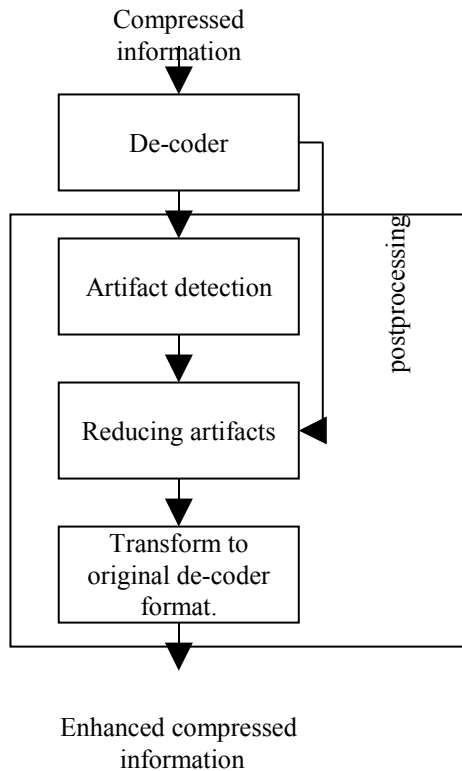 Compressed
information
De-coder
postprocessing
Artifact detection
Reducing artifacts
Transform to
original de-coder
format.
Enhanced compressed
information